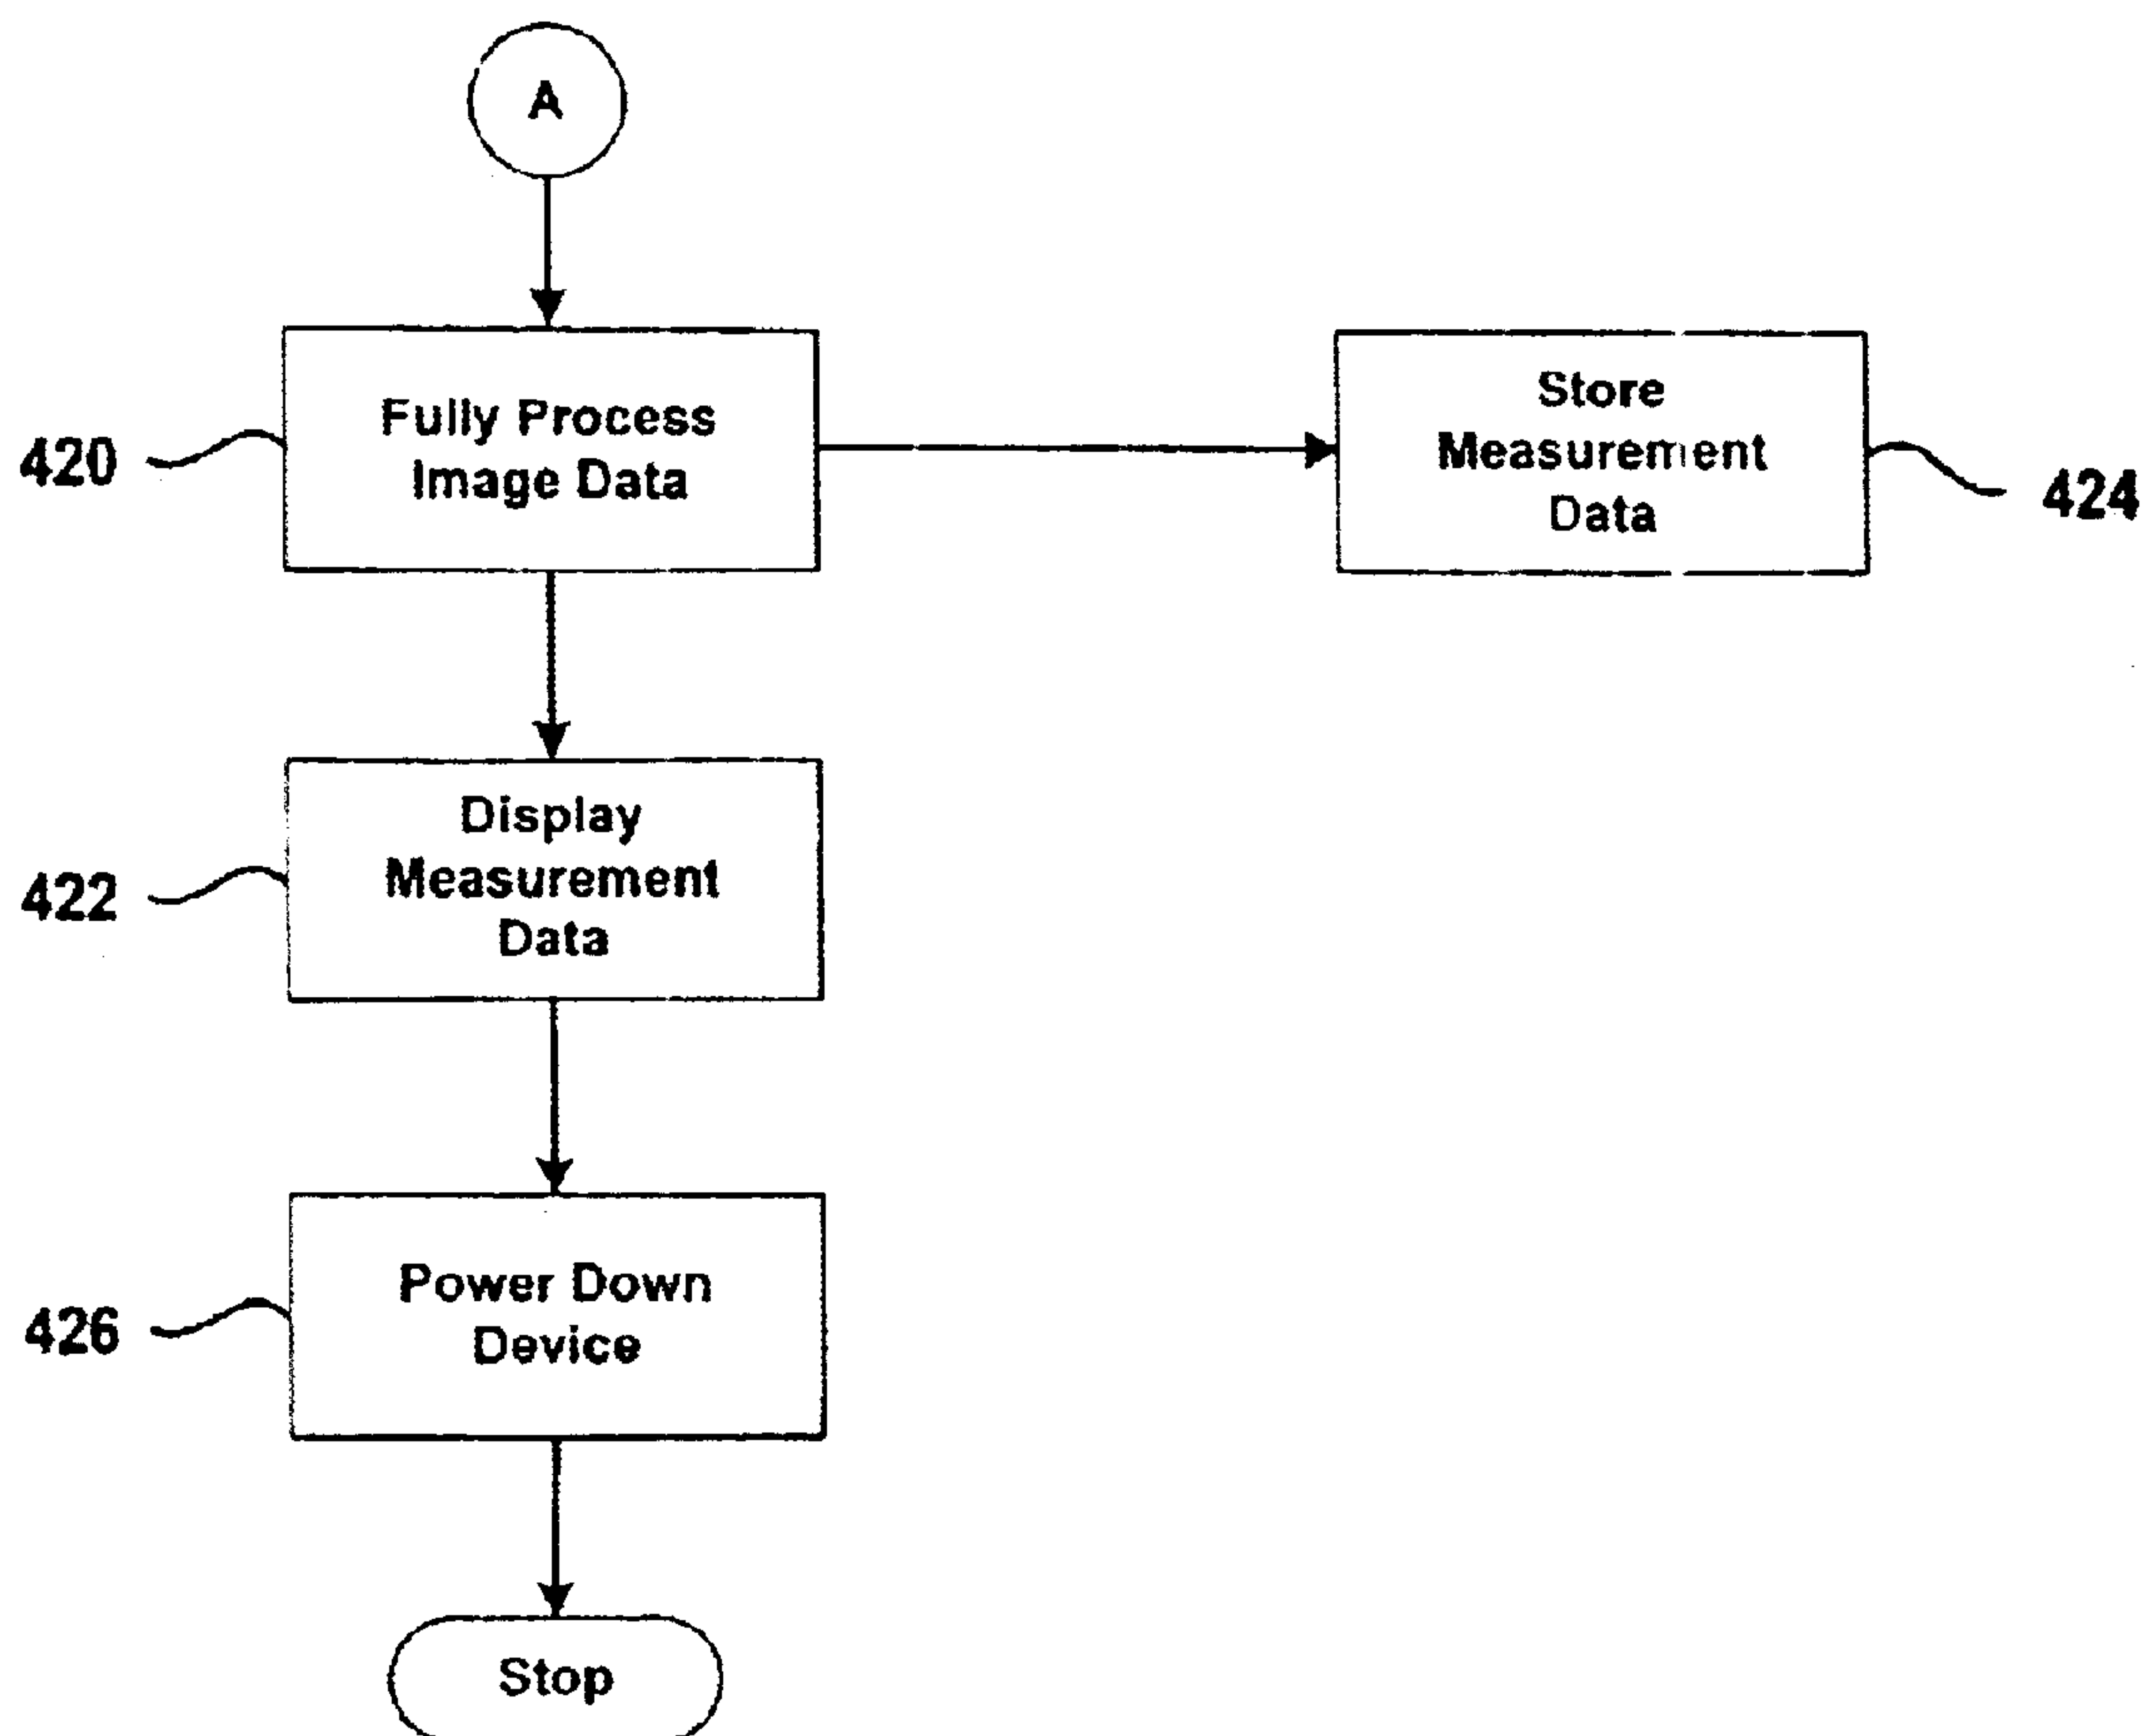 A
420
Fully Process
Image Data
Store
Measurement
Data
424
422
Display
Measurement
Data
426
Power Down
Device
Stop